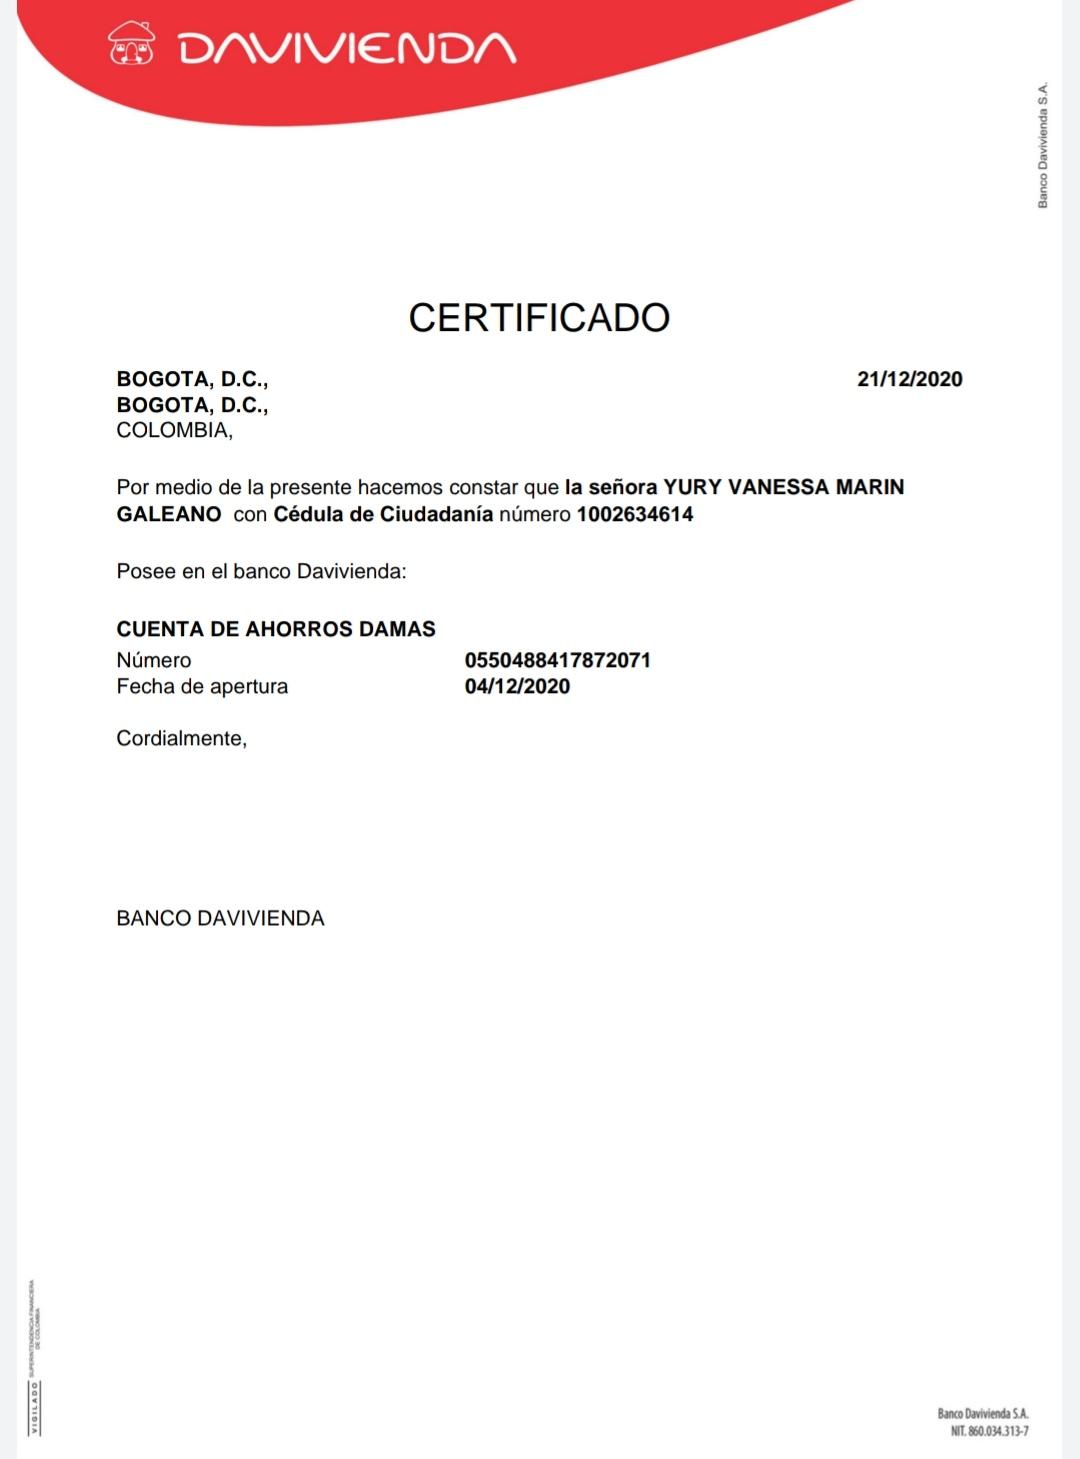 DAVIVIENDA
Banco Davivienda S.A.
CERTIFICADO
BOGOTA, D.C., 21/12/2020
BOGOTA, D.C.,
COLOMBIA,
Por medio de la presente hacemos constar que la señora YURY VANESSA MARIN
GALEANO con Cédula de Ciudadanía número 1002634614
Posee en el banco Davivienda:
CUENTA DE AHORROS DAMAS
Número 0550488417872071
Fecha de apertura 04/12/2020
Cordialmente,
BANCO DAVIVIENDA
VIGILADO SUPERINTENDENCIA FINANCIERA
DE COLOMBIA
Banco Davivienda S.A.
NIT. 860.034.313-7